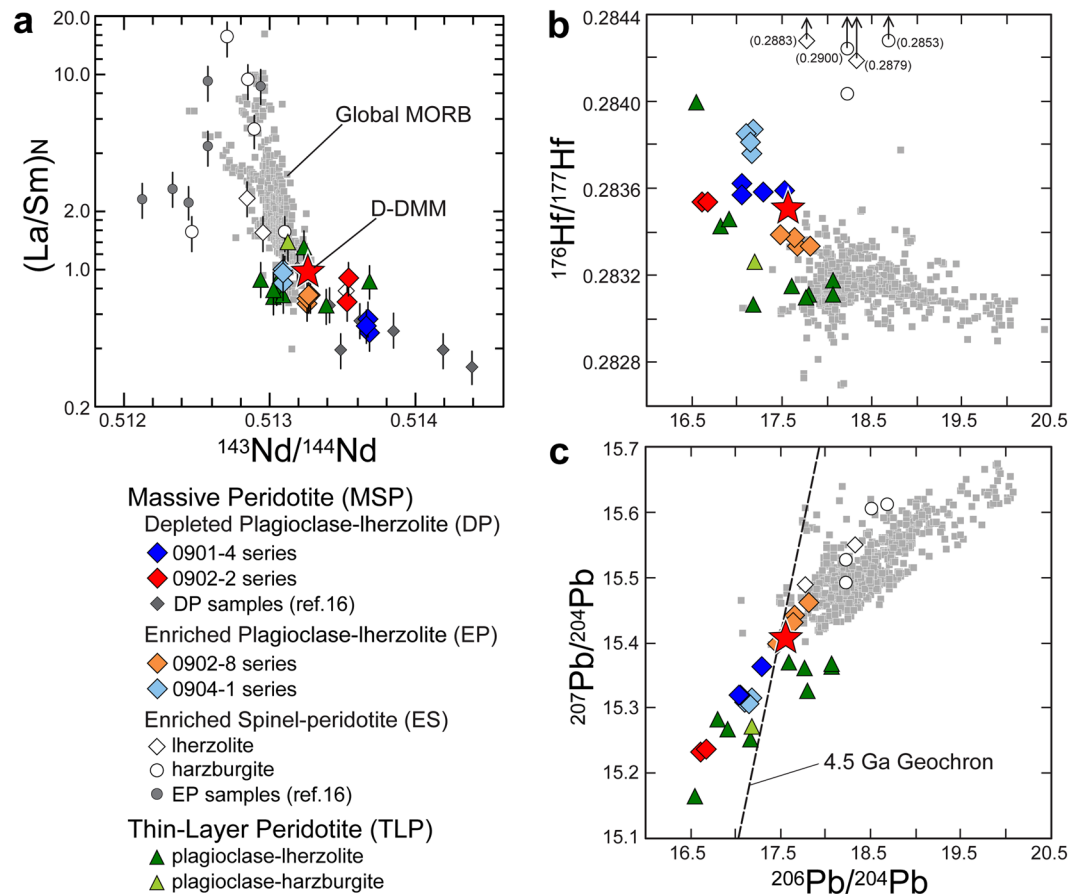 a
20.0
10.0
2.0
1.0
0.2
(La/Sm)N
Global MORB
D-DMM
0.512
0.513
0.514
143Nd/144Nd
b
0.2844
0.2840
0.2836
0.2832
0.2828
176Hf/177Hf
(0.2883)
(0.2900)
(0.2879)
(0.2853)
16.5
17.5
18.5
19.5
20.5
Massive Peridotite (MSP)
Depleted Plagioclase-lherzolite (DP)
0901-4 series
0902-2 series
DP samples (ref.16)
Enriched Plagioclase-lherzolite (EP)
0902-8 series
0904-1 series
Enriched Spinel-peridotite (ES)
lherzolite
harzburgite
EP samples (ref.16)
Thin-Layer Peridotite (TLP)
plagioclase-lherzolite
plagioclase-harzburgite
c
15.7
15.6
15.5
15.4
15.3
15.2
15.1
207Pb/204Pb
4.5 Ga Geochron
16.5
17.5
18.5
19.5
20.5
206Pb/204Pb